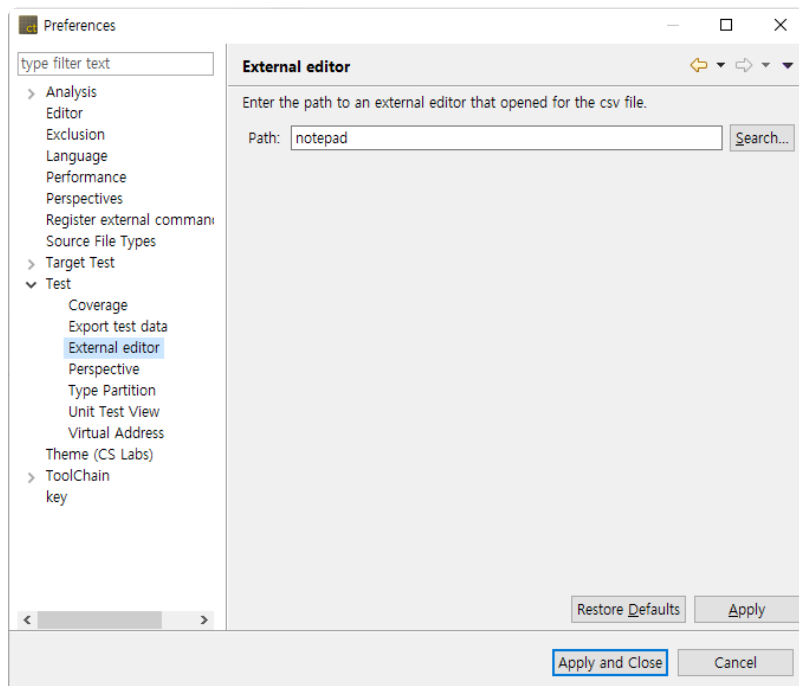 ct Preferences
type filter text
Analysis
Editor
Exclusion
Language
Performance
Perspectives
Register external comman
Source File Types
Target Test
Test
Coverage
Export test data
External editor
Perspective
Type Partition
Unit Test View
Virtual Address
Theme (CS Labs)
ToolChain
key
External editor
Enter the path to an external editor that opened for the csv file.
Path: notepad Search...
Restore Defaults Apply
Apply and Close Cancel